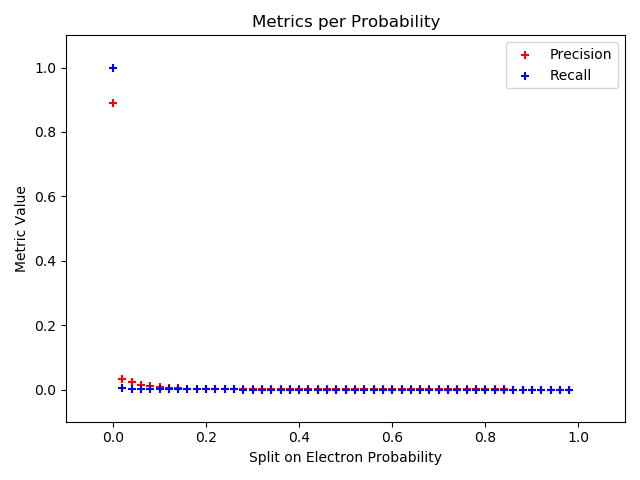 Metrics per Probability
Precision
Recall
1.0
0.8
0.6
0.4
0.2
0.0
Metric Value
0.0 0.2 0.4 0.6 0.8 1.0
Split on Electron Probability